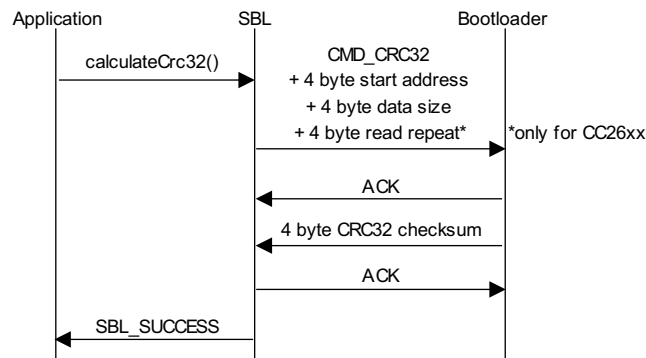 Application
SBL
Bootloader
calculateCrc32()
CMD_CRC32
+ 4 byte start address
+ 4 byte data size
+ 4 byte read repeat*
*only for CC26xx
ACK
4 byte CRC32 checksum
ACK
SBL_SUCCESS